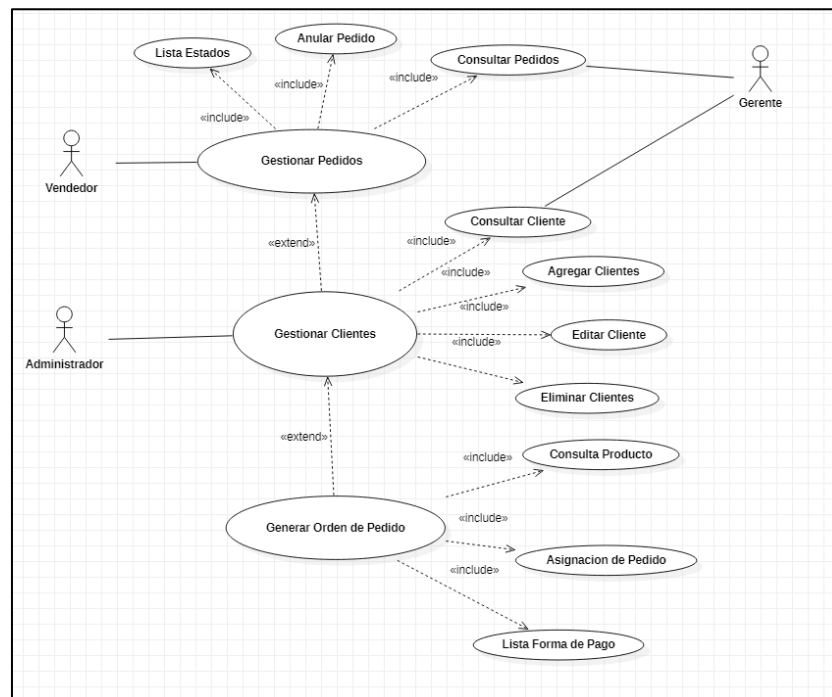 Anular Pedido
Lista Estados
Consultar Pedidos
«include»
«include»
«include»
Gerente
Gestionar Pedidos
Vendedor
Consultar Cliente
«extend»
«include»
«include»
Agregar Clientes
«include»
Gestionar Clientes
Editar Cliente
«include»
Administrador
Eliminar Clientes
«extend»
«include»
Consulta Producto
«include»
Generar Orden de Pedido
Asignacion de Pedido
«include»
Lista Forma de Pago